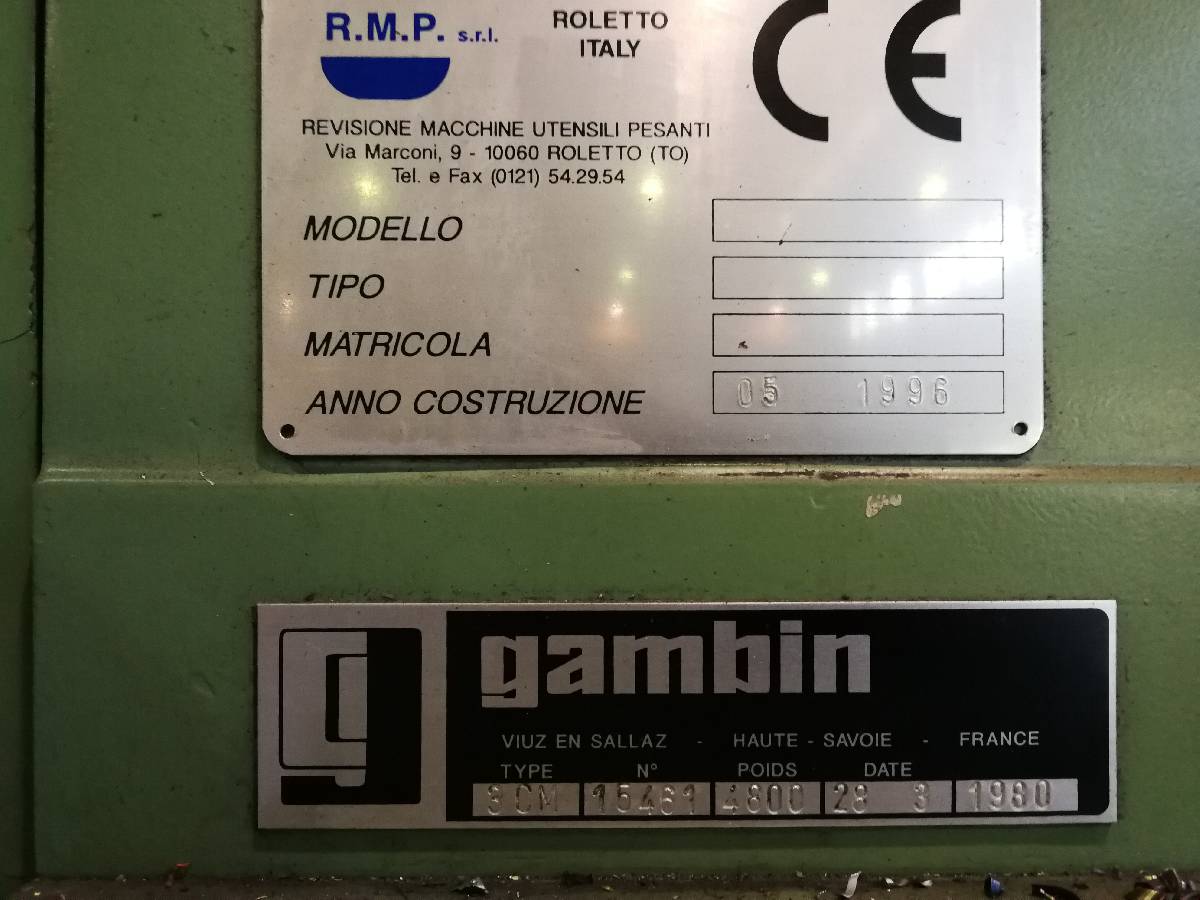 R.M.P. s.r.l.
ROLETTO
ITALY
CE
REVISIONE MACCHINE UTENSILI PESANTI
Via Marconi, 9 - 10060 ROLETTO (TO)
Tel. e Fax (0121) 54.29.54
MODELLO
TIPO
MATRICOLA
ANNO COSTRUZIONE 05 1996
g
gambin
VIUZ EN SALLAZ - HAUTE - SAVOIE - FRANCE
TYPE N° POIDS DATE
3CM 15461 4800 28 3 1980